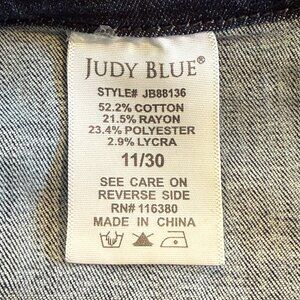 JUDY BLUE®
STYLE# JB88136
52.2% COTTON
21.5% RAYON
23.4% POLYESTER
2.9% LYCRA
11/30
SEE CARE ON
REVERSE SIDE
RN# 116380
MADE IN CHINA